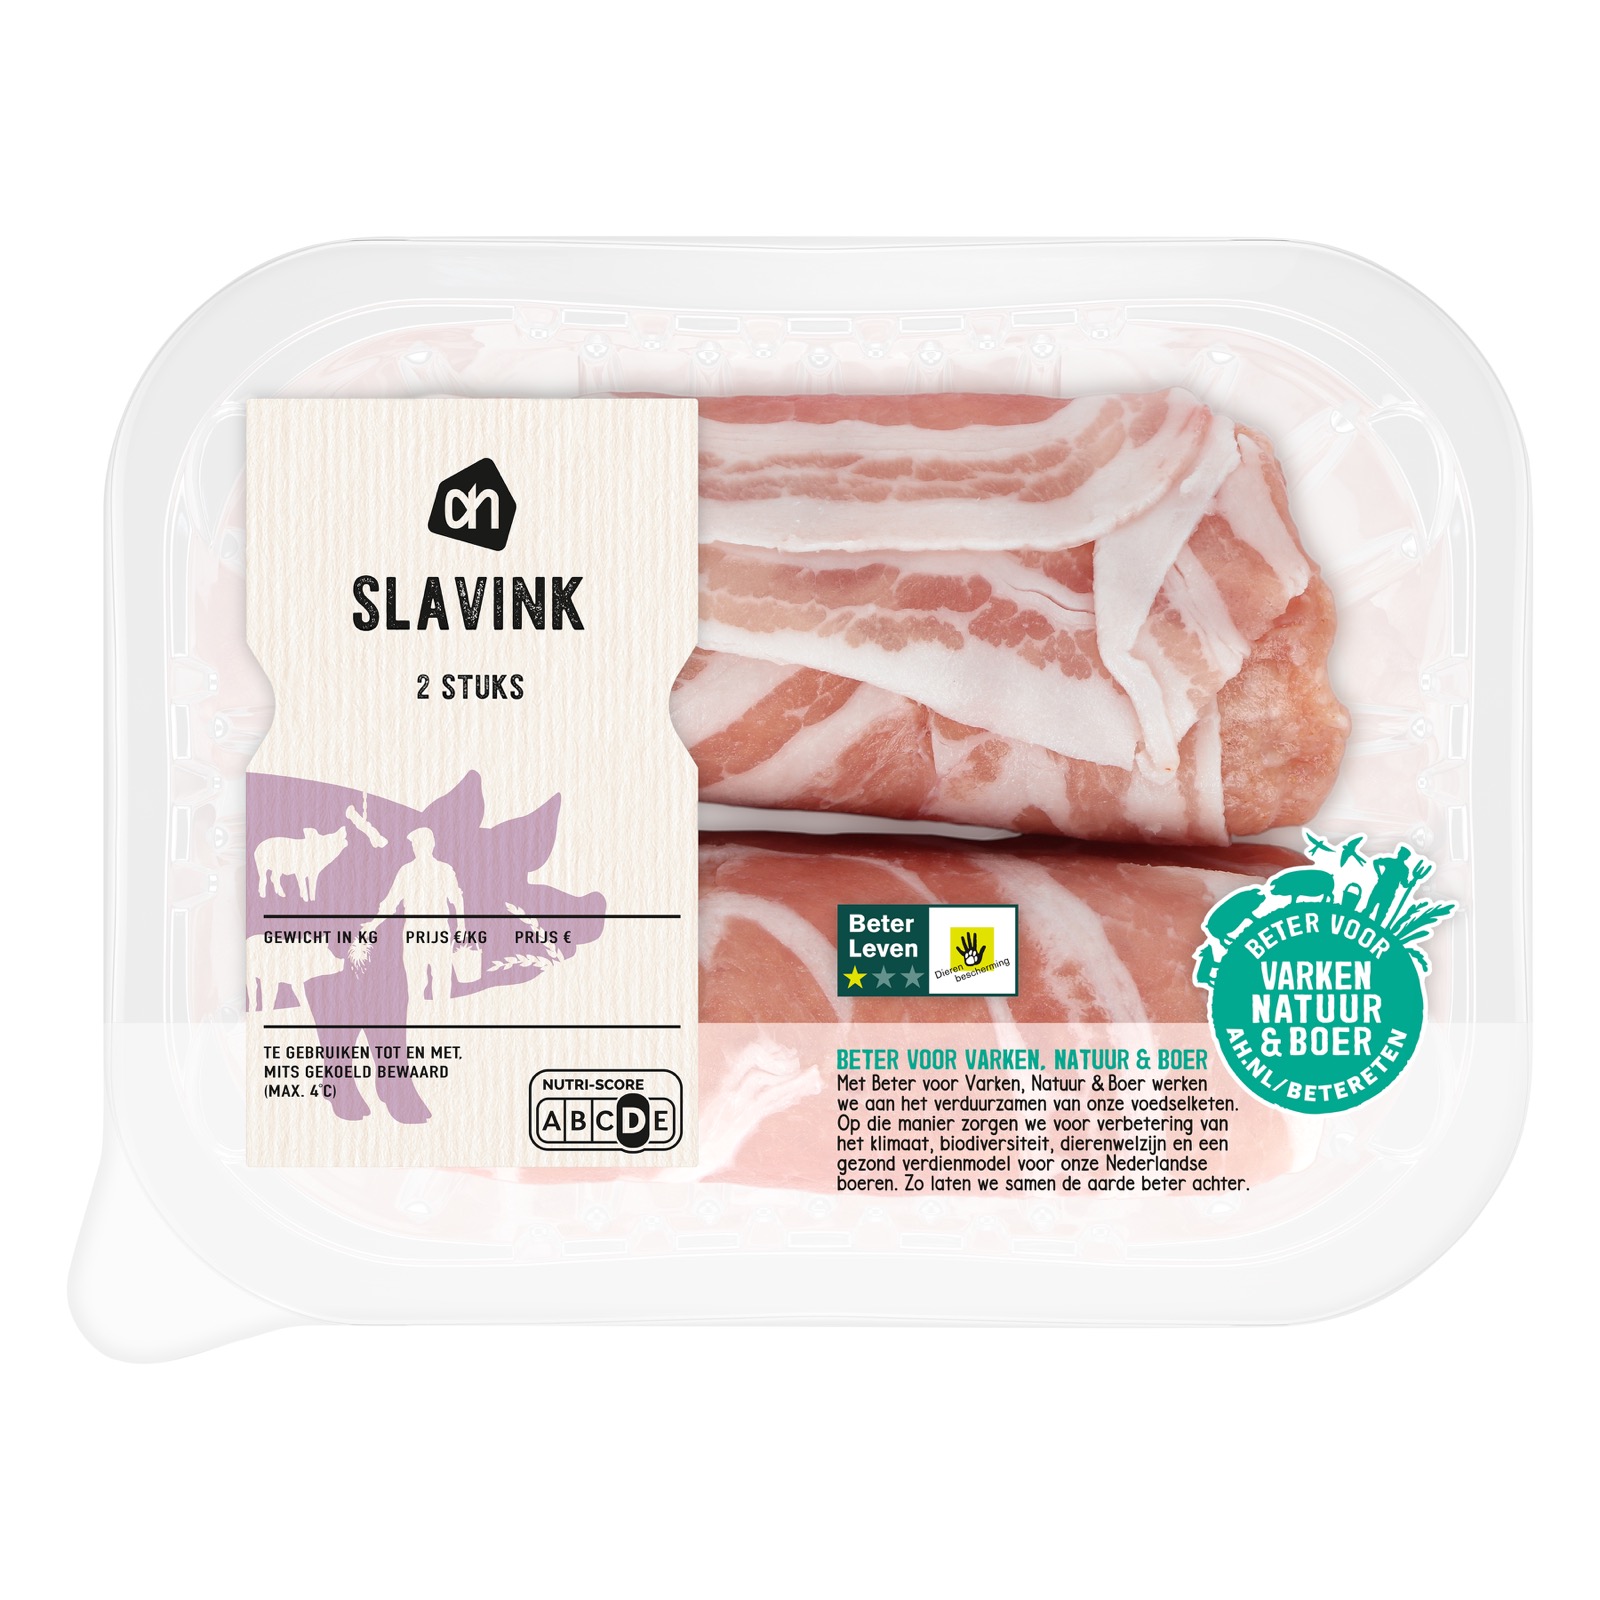 ah
SLAVINK
2 STUKS
GEWICHT IN KG PRIJS €/KG PRIJS €
TE GEBRUIKEN TOT EN MET,
MITS GEKOELD BEWAARD
(MAX. 4°C)
NUTRI-SCORE
A B C D E
Beter
Leven
Dieren
bescherming
BETER VOOR
VARKEN
NATUUR
& BOER
AH.NL/BETERETEN
BETER VOOR VARKEN, NATUUR & BOER
Met Beter voor Varken, Natuur & Boer werken
we aan het verduurzamen van onze voedselketen.
Op die manier zorgen we voor verbetering van
het klimaat, biodiversiteit, dierenwelzijn en een
gezond verdienmodel voor onze Nederlandse
boeren. Zo laten we samen de aarde beter achter.